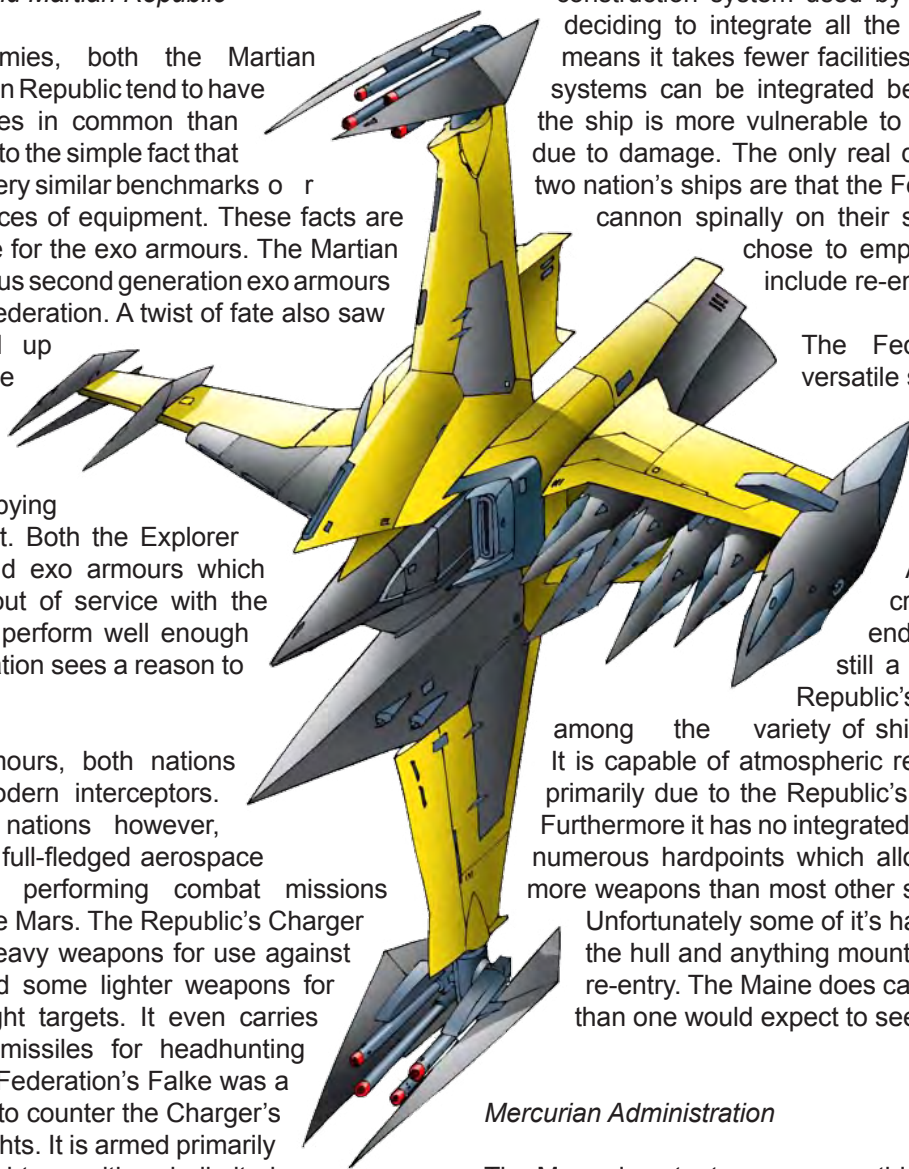 nd Martian Republic
mies, both the Martian
n Republic tend to have
es in common than
to the simple fact that
ery similar benchmarks o r
ces of equipment. These facts are
e for the exo armours. The Martian
us second generation exo armours
ederation. A twist of fate also saw
up
e
pying
t. Both the Explorer
d exo armours which
out of service with the
perform well enough
ation sees a reason to
mours, both nations
odern interceptors.
nations however,
full-fledged aerospace
performing combat missions
e Mars. The Republic's Charger
eavy weapons for use against
d some lighter weapons for
ght targets. It even carries
missiles for headhunting
Federation's Falke was a
to counter the Charger's
hts. It is armed primarily
construction system used by
deciding to integrate all the
means it takes fewer facilities
systems can be integrated be
the ship is more vulnerable to
due to damage. The only real d
two nation's ships are that the Fe
cannon spinally on their s
chose to emp
include re-en
The Fed
versatile s
A
cr
end
still a
Republic's
among the variety of shi
It is capable of atmospheric re
primarily due to the Republic's
Furthermore it has no integrated
numerous hardpoints which allo
more weapons than most other s
Unfortunately some of it's ha
the hull and anything mount
re-entry. The Maine does ca
than one would expect to see
Mercurian Administration